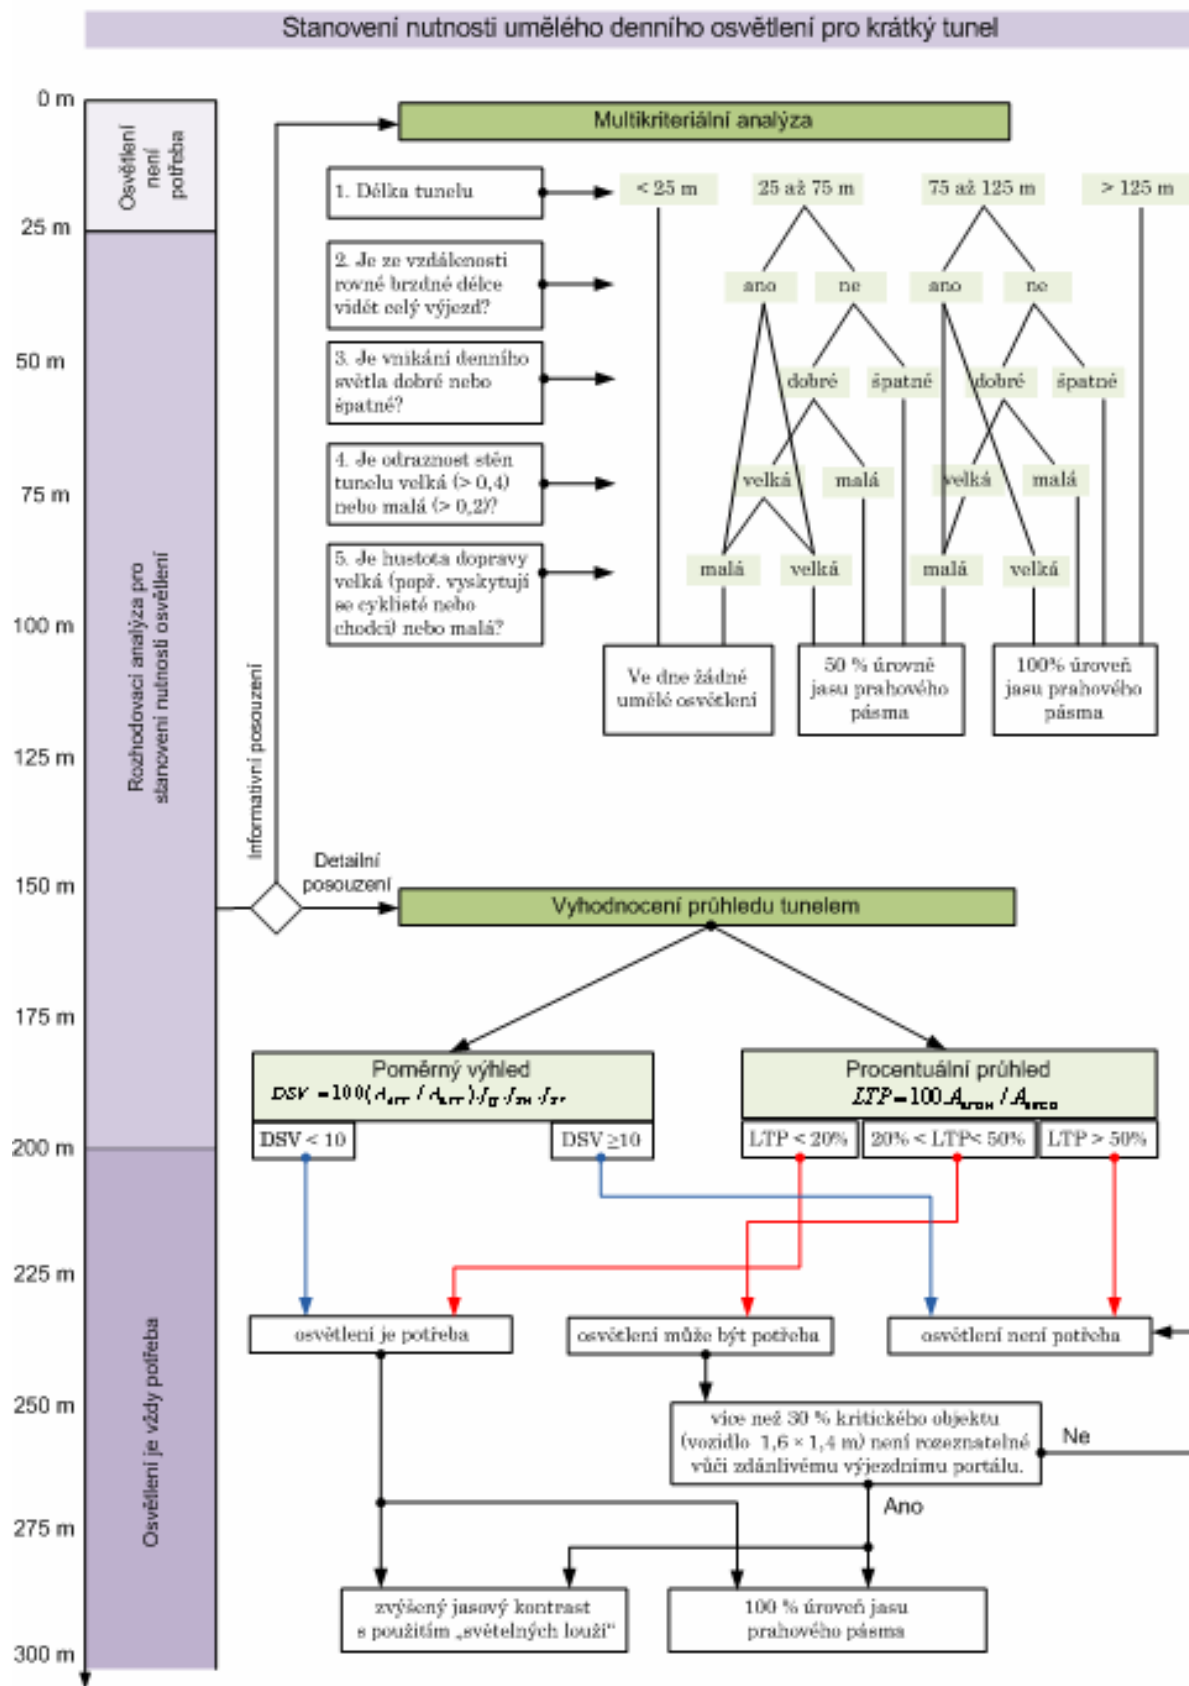 Stanovení nutnosti umělého denního osvětlení pro krátký tunel
0 m
25 m
50 m
75 m
100 m
125 m
150 m
175 m
200 m
225 m
250 m
275 m
300 m
Osvětlení
není
potřeba
Rozhodovací analýza pro
stanovení nutnosti osvětlení
Osvětlení je vždy potřeba
Informativní posouzení
Detailní
posouzení
Multikriteriální analýza
1. Délka tunelu
< 25 m
25 až 75 m
75 až 125 m
> 125 m
2. Je ze vzdálenosti
rovné brzdné délce
vidět celý výjezd?
ano
ne
ano
ne
3. Je vnikání denního
světla dobré nebo
špatné?
dobré
špatné
dobré
špatné
4. Je odraznost stěn
tunelu velká (> 0,4)
nebo malá (> 0,2)?
velká
malá
velká
malá
5. Je hustota dopravy
velká (popř. vyskytují
se cyklisté nebo
chodci) nebo malá?
malá
velká
malá
velká
Ve dne žádné
umělé osvětlení
50 % úrovně
jasu prahového
pásma
100% úroveň
jasu prahového
pásma
Vyhodnocení průhledu tunelem
Poměrný výhled
DSV = 100(
DSV < 10
DSV ≥10
Procentuální průhled
LTP = 100.
LTP < 20%
20% < LTP< 50%
LTP > 50%
osvětlení je potřeba
osvětlení může být potřeba
osvětlení není potřeba
více než 30 % kritického objektu
(vozidlo 1,6 × 1,4 m) není rozeznatelné
vůči zdánlivému výjezdnímu portálu.
Ne
Ano
zvýšený jasový kontrast
s použitím „světelných louží“
100 % úroveň jasu
prahového pásma